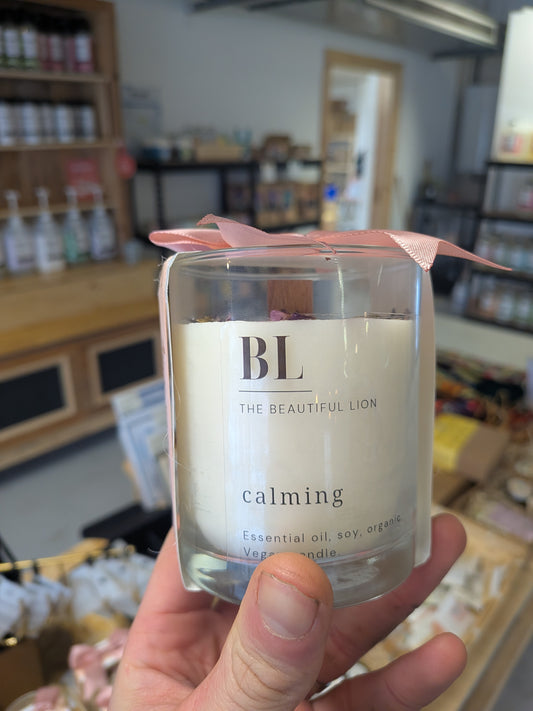 BL
THE BEAUTIFUL LION
calming
Essential oil, soy, organic.
Vegan candle.